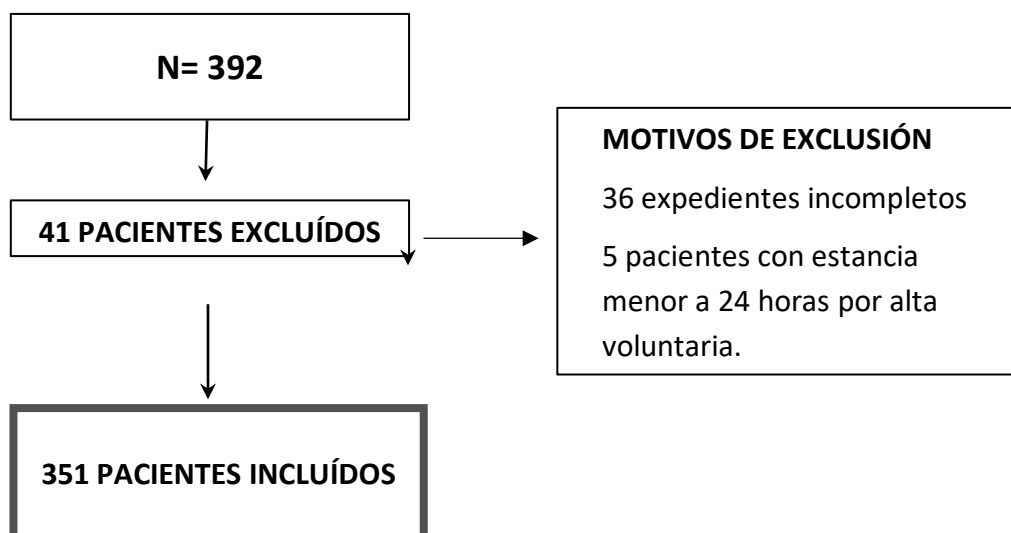 N= 392
41 PACIENTES EXCLUÍDOS
MOTIVOS DE EXCLUSIÓN
36 expedientes incompletos
5 pacientes con estancia
menor a 24 horas por alta
voluntaria.
351 PACIENTES INCLUÍDOS